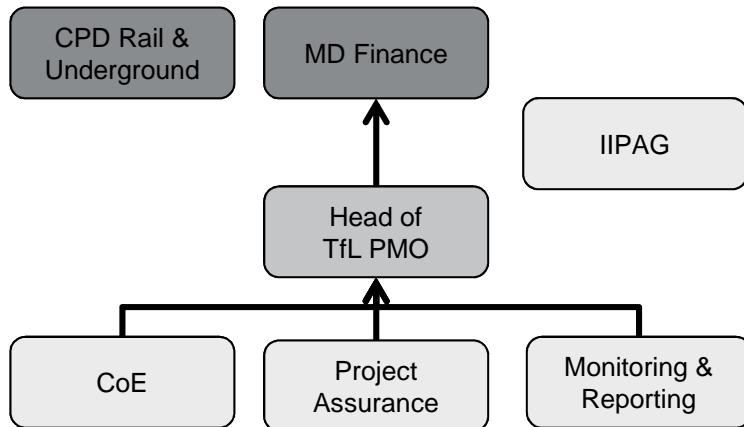 CPD Rail &
Underground
MD Finance
IIPAG
Head of
TfL PMO
CoE
Project
Assurance
Monitoring &
Reporting